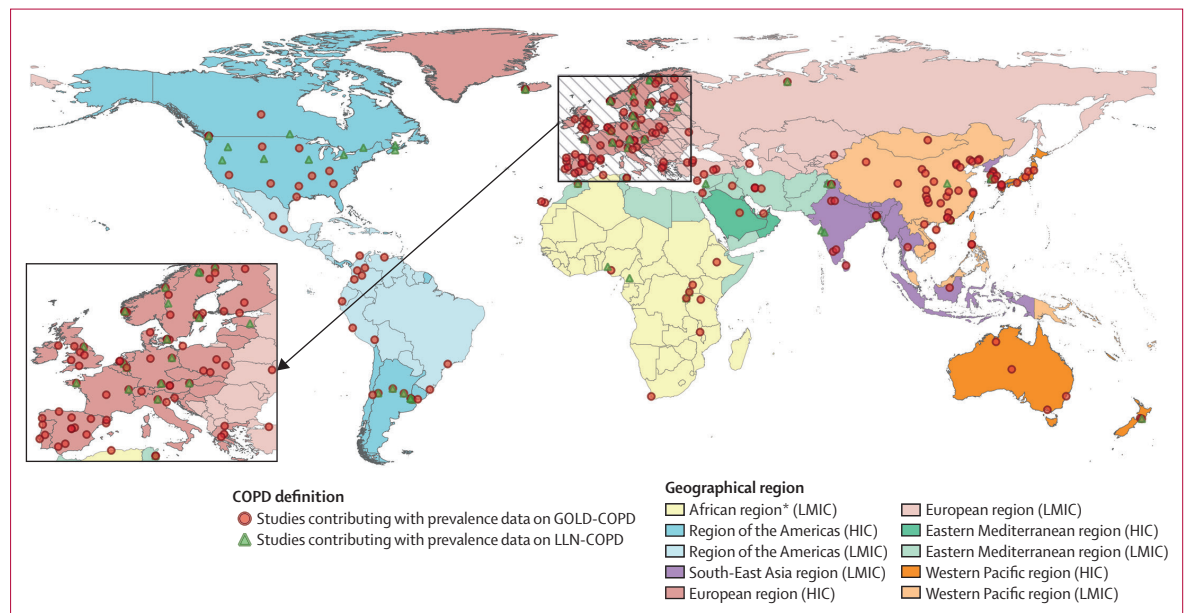 COPD definition
Studies contributing with prevalence data on GOLD-COPD
Studies contributing with prevalence data on LLN-COPD
Geographical region
African region* (LMIC)
Region of the Americas (HIC)
Region of the Americas (LMIC)
South-East Asia region (LMIC)
European region (HIC)
European region (LMIC)
Eastern Mediterranean region (HIC)
Eastern Mediterranean region (LMIC)
Western Pacific region (HIC)
Western Pacific region (LMIC)